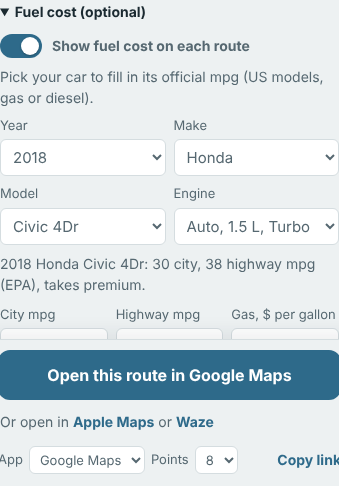 ▼ Fuel cost (optional)
Show fuel cost on each route
Pick your car to fill in its official mpg (US models,
gas or diesel).
Year Make
2018 Honda
Model Engine
Civic 4Dr Auto, 1.5 L, Turbo
2018 Honda Civic 4Dr: 30 city, 38 highway mpg
(EPA), takes premium.
City mpg Highway mpg Gas, $ per gallon
Open this route in Google Maps
Or open in Apple Maps or Waze
App Google Maps Points 8 Copy link